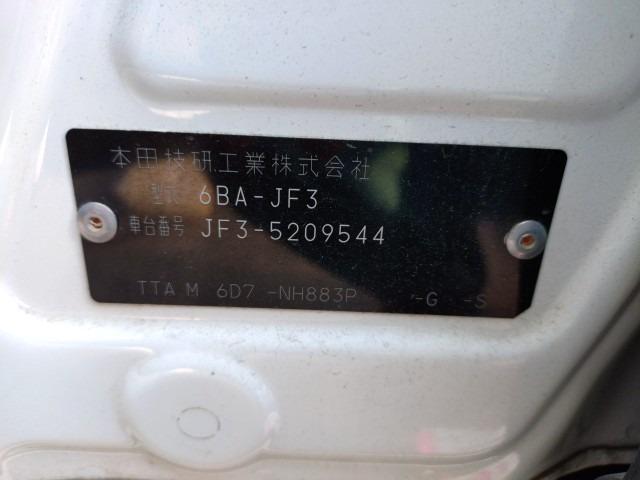 本田技研工業株式会社
型式 6BA-JF3
車台番号 JF3-5209544
TTA M 6D7 -NH883P -G -S